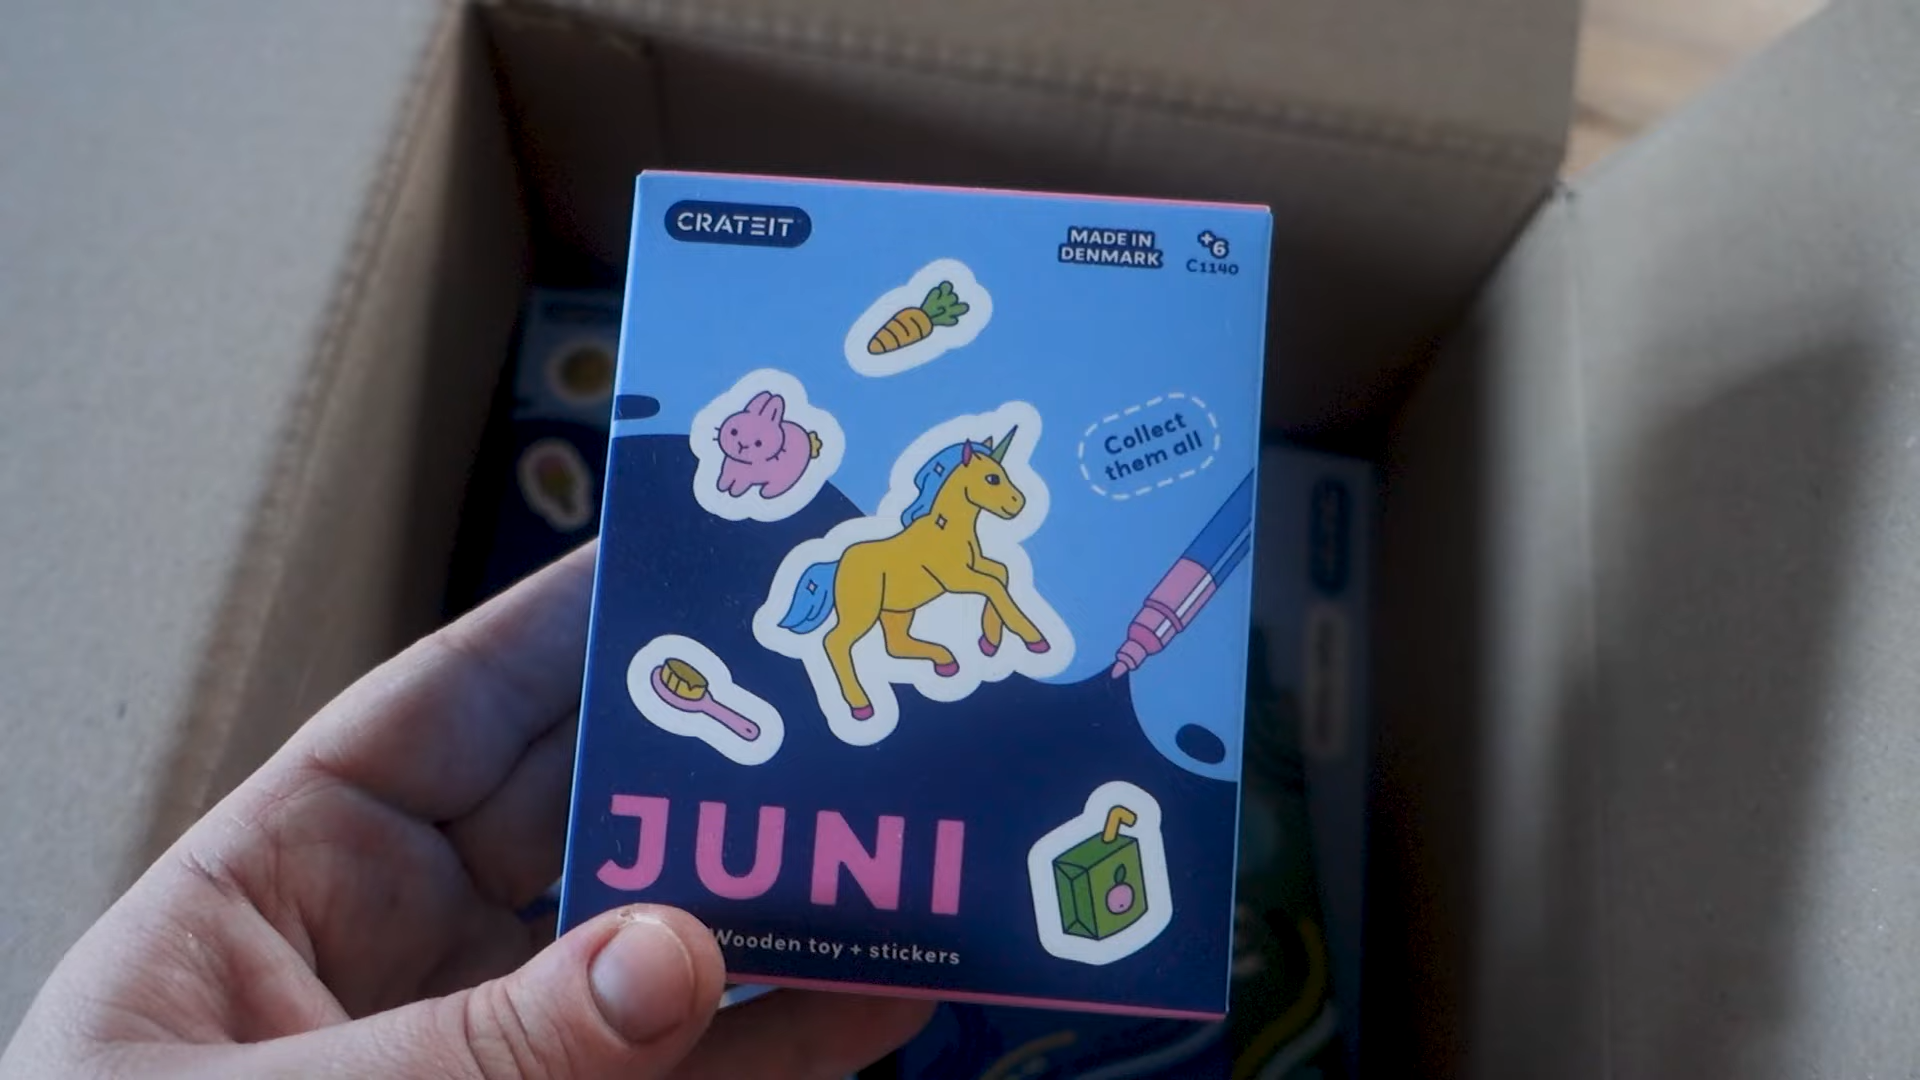 CRATEIT
MADE IN
DENMARK
+6
C1140
Collect
them all
JUNI
Wooden toy + stickers